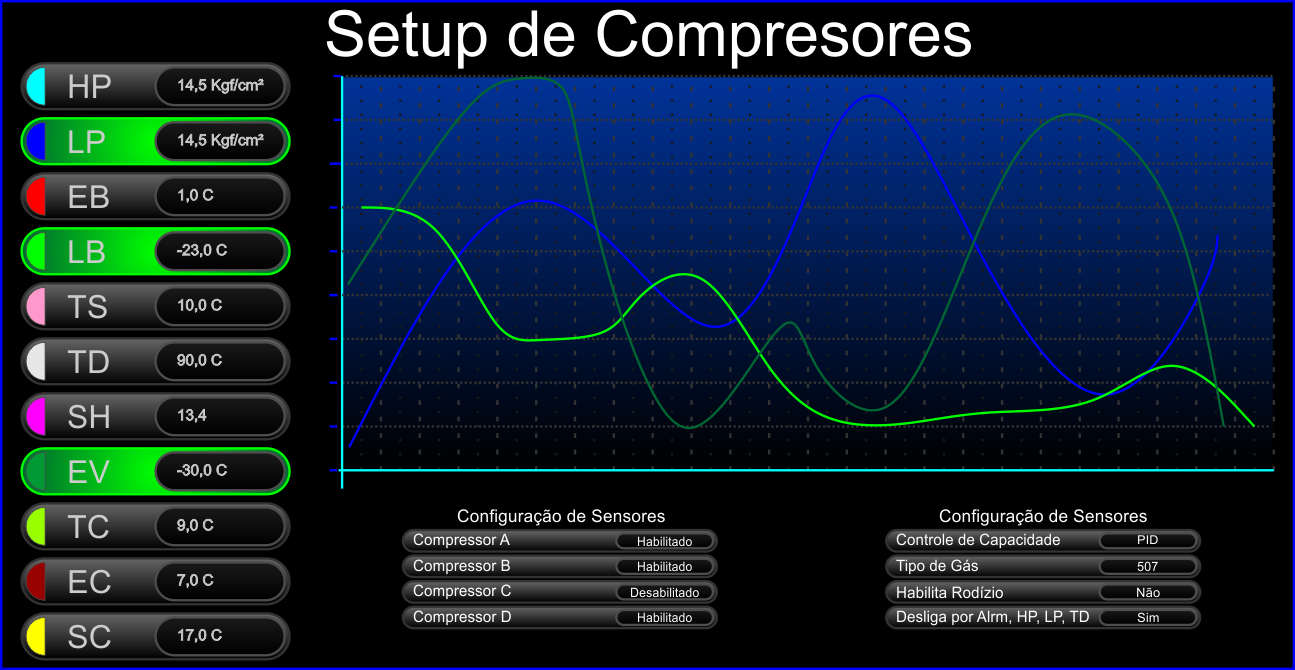 Setup de Compresores
HP 14,5 Kgf/cm²
LP 14,5 Kgf/cm²
EB 1,0 C
LB -23,0 C
TS 10,0 C
TD 90,0 C
SH 13,4
EV -30,0 C
TC 9,0 C
EC 7,0 C
SC 17,0 C
Configuração de Sensores
Compressor A Habilitado
Compressor B Habilitado
Compressor C Desabilitado
Compressor D Habilitado
Configuração de Sensores
Controle de Capacidade PID
Tipo de Gás 507
Habilita Rodízio Não
Desliga por Alrm, HP, LP, TD Sim